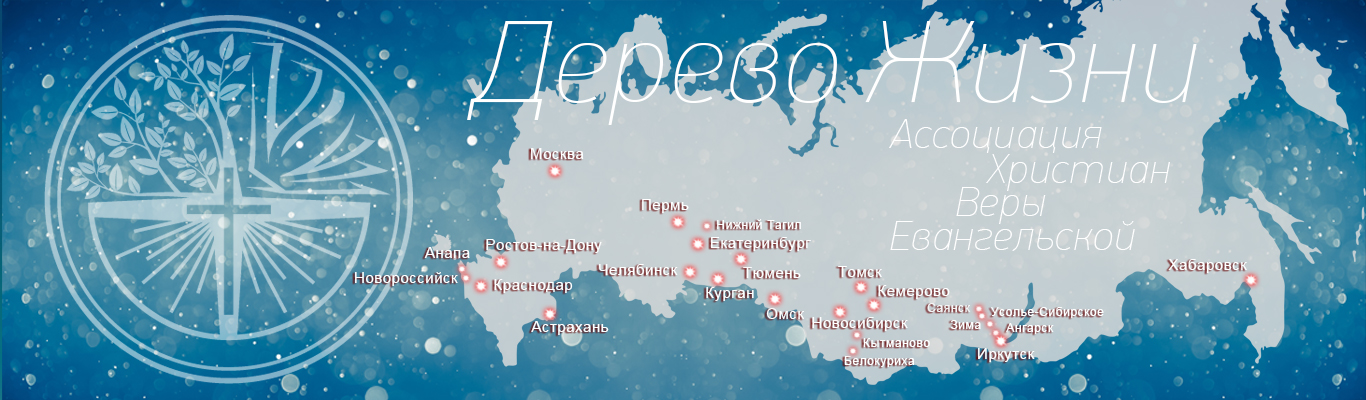 Дерево Жизни
Ассоциация
Христиан
Веры
Евангельской
Москва
Пермь
Нижний Тагил
Екатеринбург
Анапа
Ростов-на-Дону
Новороссийск
Краснодар
Челябинск
Тюмень
Курган
Астрахань
Омск
Томск
Кемерово
Новосибирск
Кытманово
Белокуриха
Саянск
Усолье-Сибирское
Зима
Ангарск
Иркутск
Хабаровск